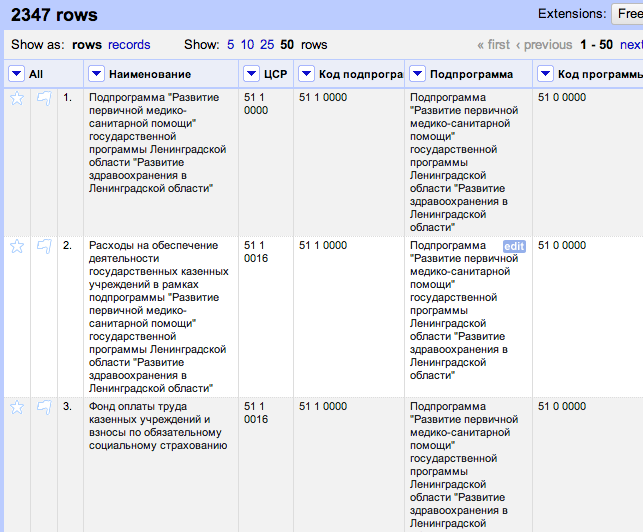 2347 rows
Extensions: Free
Show as: rows records Show: 5 10 25 50 rows « first ‹ previous 1 - 50 next
All Наименование ЦСР Код подпрогра Подпрограмма Код программы
1.
Подпрограмма "Развитие
первичной медико-
санитарной помощи"
государственной
программы Ленинградской
области "Развитие
здравоохранения в
Ленинградской области"
51 1
0000
51 1 0000
Подпрограмма
"Развитие первичной
медико-санитарной
помощи"
государственной
программы
Ленинградской
области "Развитие
здравоохранения в
Ленинградской
области"
51 0 0000
2.
Расходы на обеспечение
деятельности
государственных казенных
учреждений в рамках
подпрограммы "Развитие
первичной медико-
санитарной помощи"
государственной
программы Ленинградской
области "Развитие
здравоохранения в
Ленинградской области"
51 1
0016
51 1 0000
Подпрограмма edit
"Развитие первичной
медико-санитарной
помощи"
государственной
программы
Ленинградской
области "Развитие
здравоохранения в
Ленинградской
области"
51 0 0000
3.
Фонд оплаты труда
казенных учреждений и
взносы по обязательному
социальному страхованию
51 1
0016
51 1 0000
Подпрограмма
"Развитие первичной
медико-санитарной
помощи"
государственной
программы
Ленинградской
области "Развитие
здравоохранения в
Ленинградской
51 0 0000